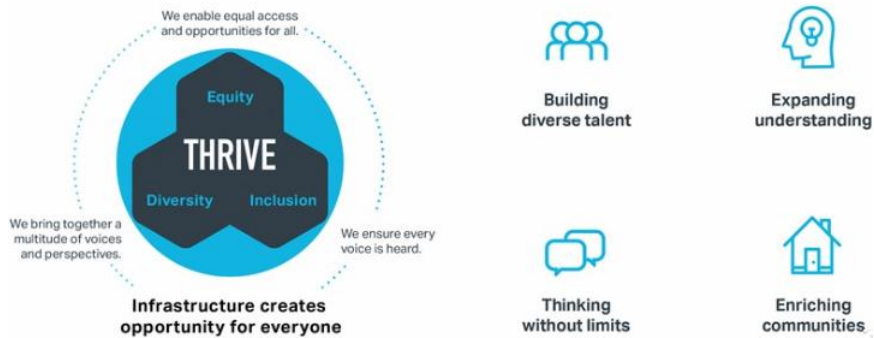 We enable equal access
and opportunities for all.
Equity
THRIVE
Diversity
Inclusion
We bring together a
multitude of voices
and perspectives.
We ensure every
voice is heard.
Infrastructure creates
opportunity for everyone
Building
diverse talent
Expanding
understanding
Thinking
without limits
Enriching
communities